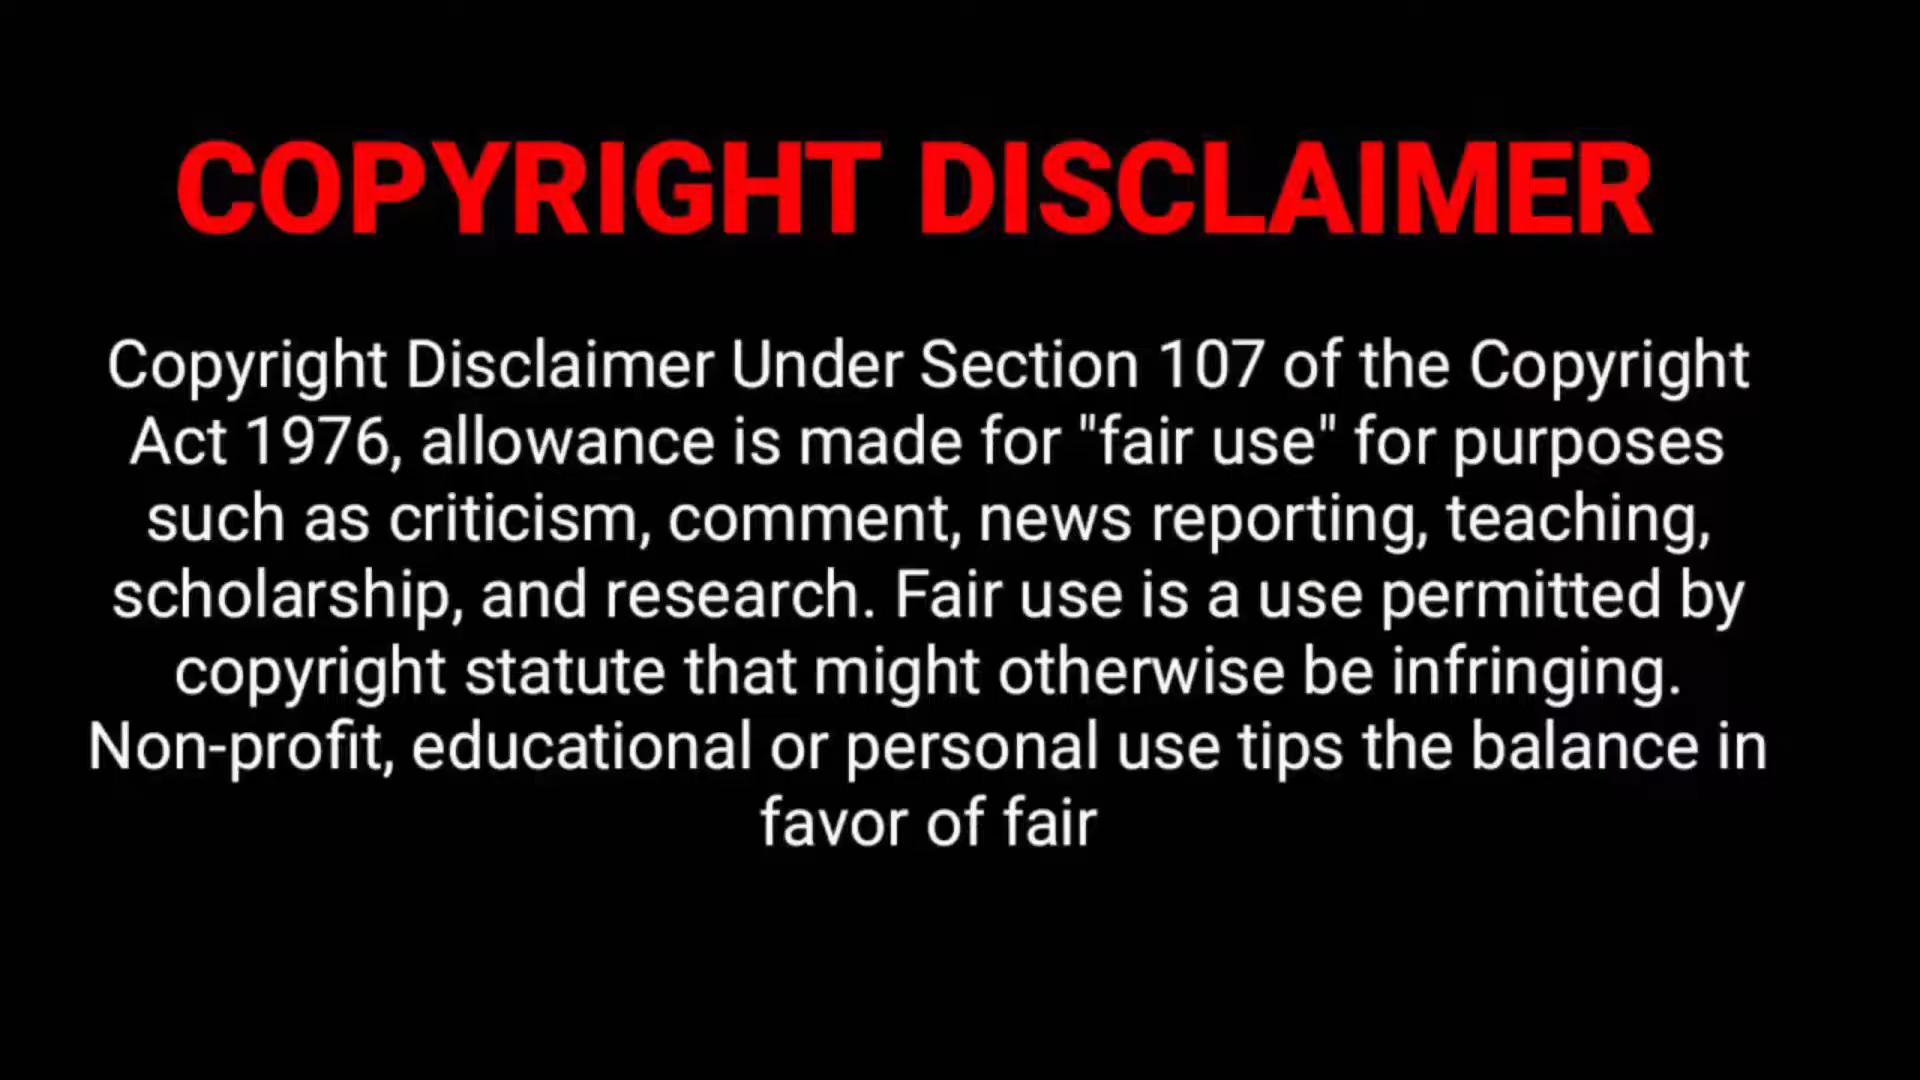 COPYRIGHT DISCLAIMER
Copyright Disclaimer Under Section 107 of the Copyright
Act 1976, allowance is made for "fair use" for purposes
such as criticism, comment, news reporting, teaching,
scholarship, and research. Fair use is a use permitted by
copyright statute that might otherwise be infringing.
Non-profit, educational or personal use tips the balance in
favor of fair